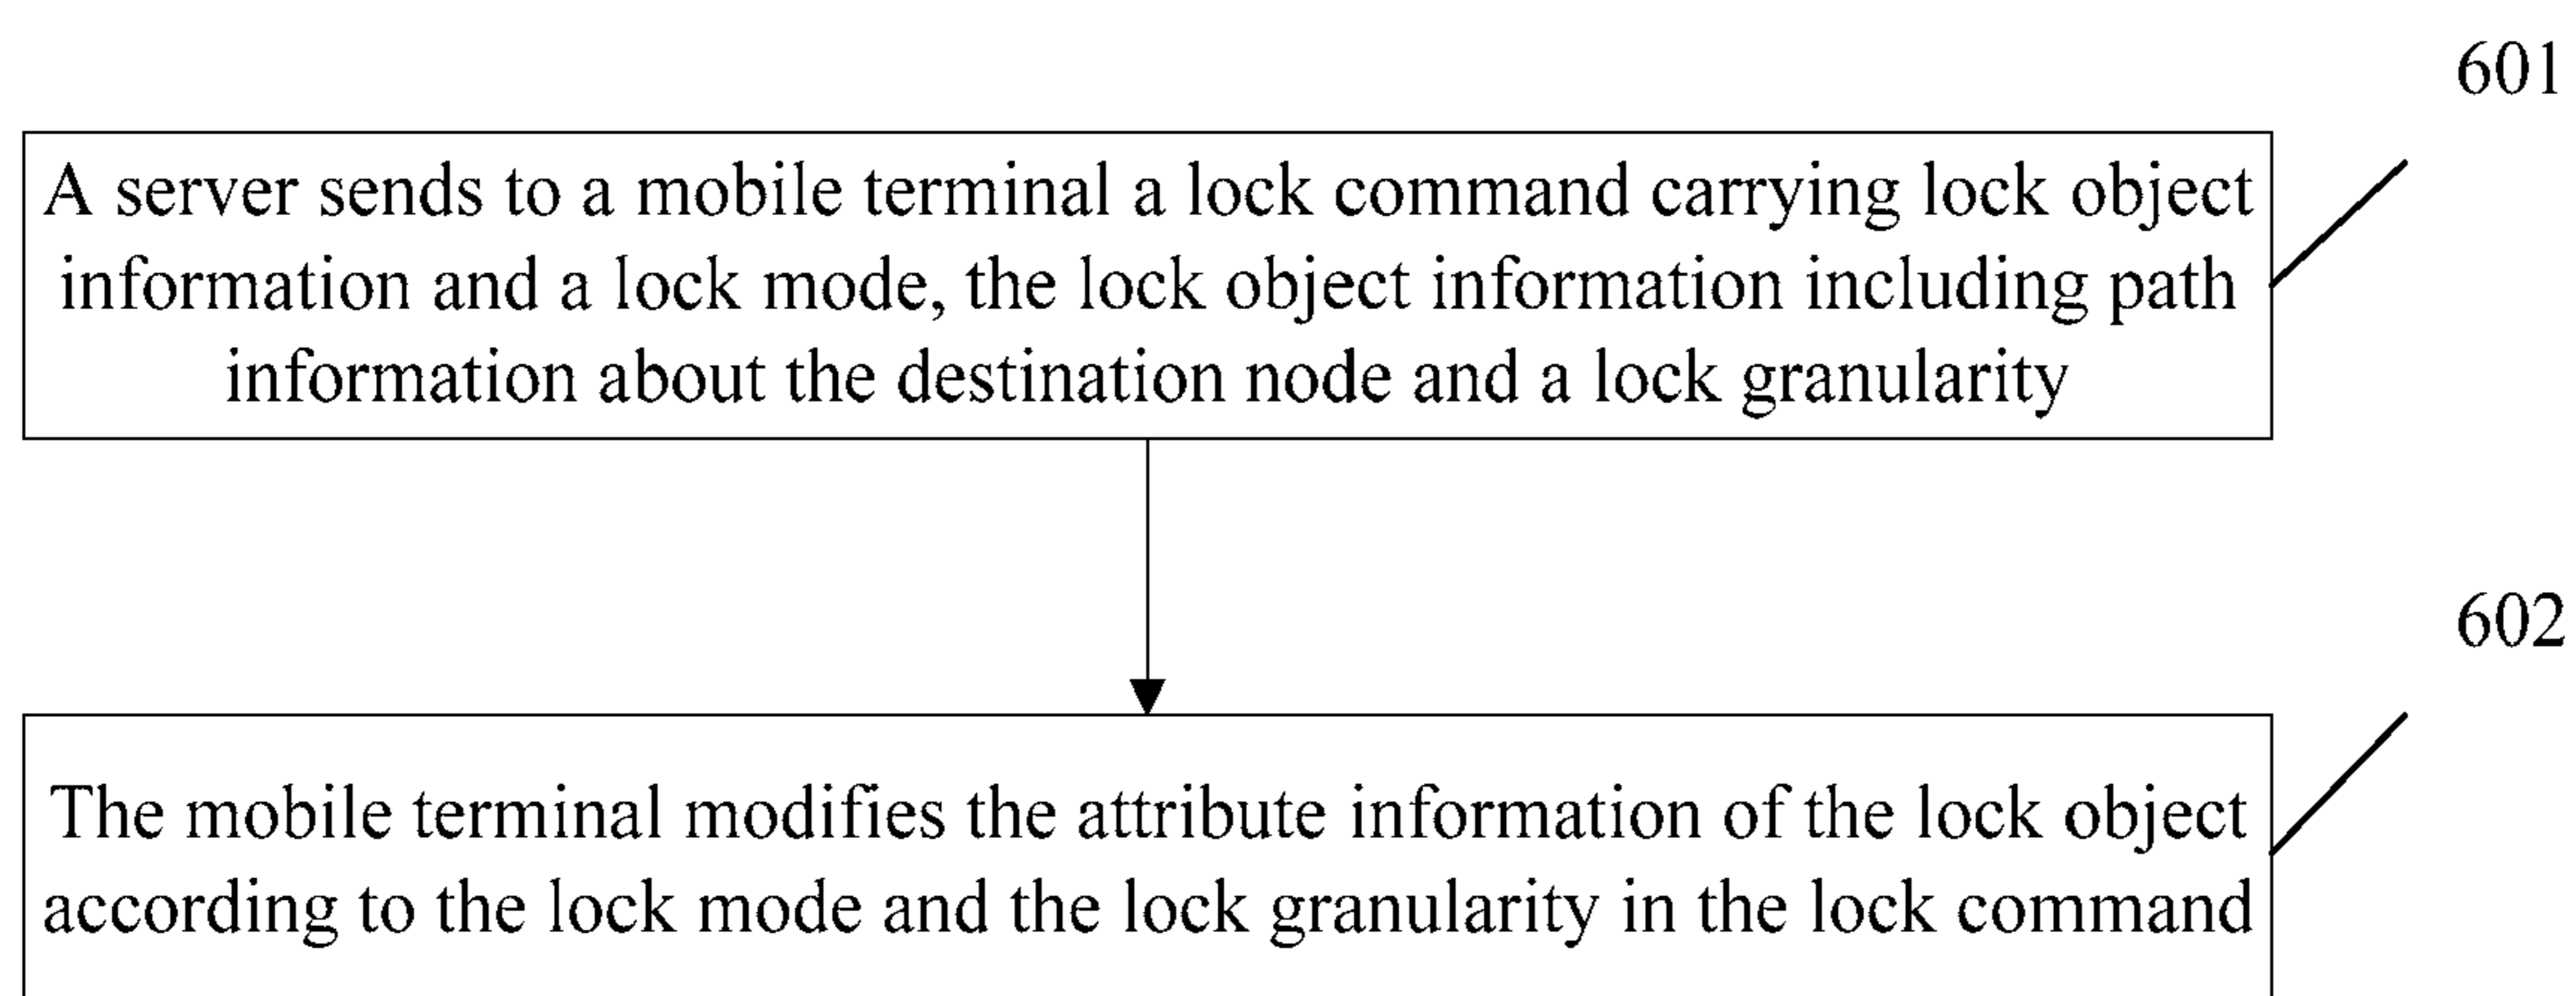 601
A server sends to a mobile terminal a lock command carrying lock object
information and a lock mode, the lock object information including path
information about the destination node and a lock granularity
602
The mobile terminal modifies the attribute information of the lock object
according to the lock mode and the lock granularity in the lock command